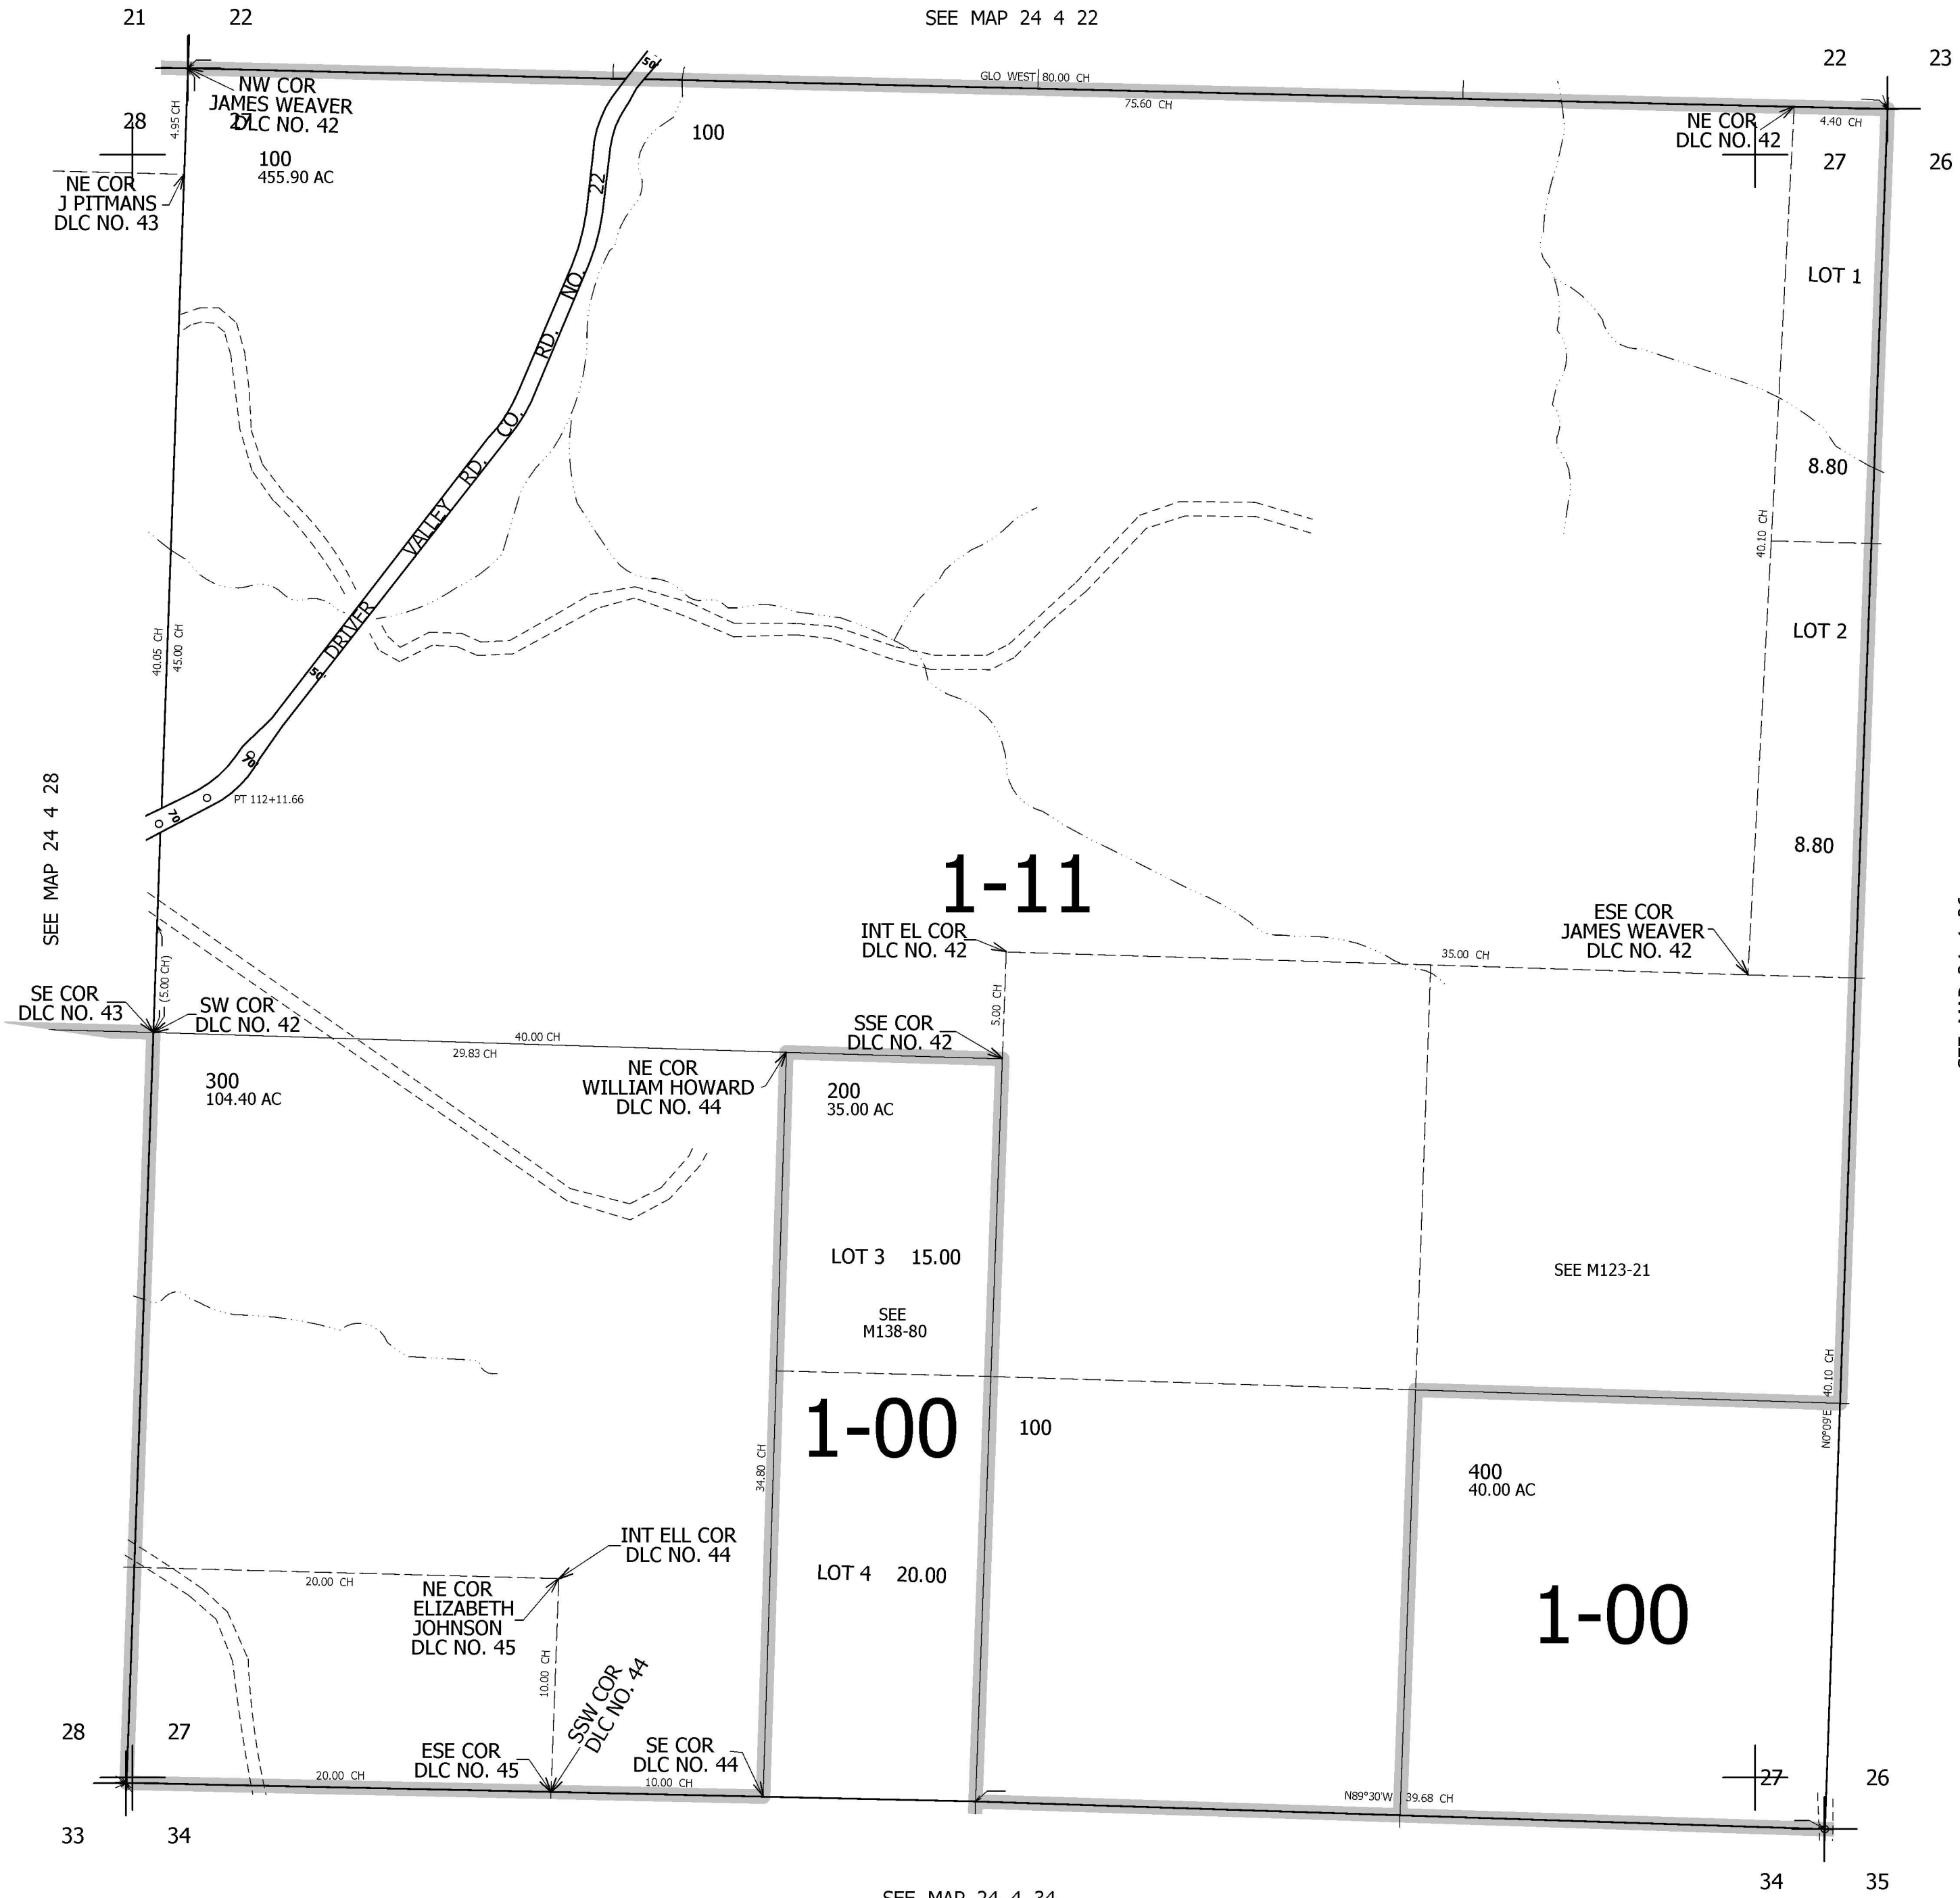 21 22
SEE MAP 24 4 22
22 23
NW COR
JAMES WEAVER
DLC NO. 42
28 27
4.95 CH
GLO WEST 80.00 CH
75.60 CH
NE COR
DLC NO. 42
4.40 CH
27 26
50'
100
100
455.90 AC
NE COR
J PITMANS
DLC NO. 43
DRIVER VALLEY RD. CO. RD. NO. 22
LOT 1
8.80
40.10 CH
LOT 2
8.80
40.05 CH
45.00 CH
50'
70'
70'
PT 112+11.66
SEE MAP 24 4 28
1-11
INT EL COR
DLC NO. 42
35.00 CH
ESE COR
JAMES WEAVER
DLC NO. 42
(5.00 CH)
5.00 CH
SE COR
DLC NO. 43
SW COR
DLC NO. 42
40.00 CH
29.83 CH
SSE COR
DLC NO. 42
NE COR
WILLIAM HOWARD
DLC NO. 44
300
104.40 AC
200
35.00 AC
LOT 3 15.00
SEE
M138-80
SEE M123-21
40.10 CH
N0°09'E
1-00
100
34.80 CH
400
40.00 AC
INT ELL COR
DLC NO. 44
20.00 CH
NE COR
ELIZABETH
JOHNSON
DLC NO. 45
LOT 4 20.00
1-00
10.00 CH
SSW COR
DLC NO. 44
28 27
ESE COR
DLC NO. 45
SE COR
DLC NO. 44
20.00 CH
10.00 CH
N89°30'W 39.68 CH
27 26
33 34
34 35
SEE MAP 24 4 34